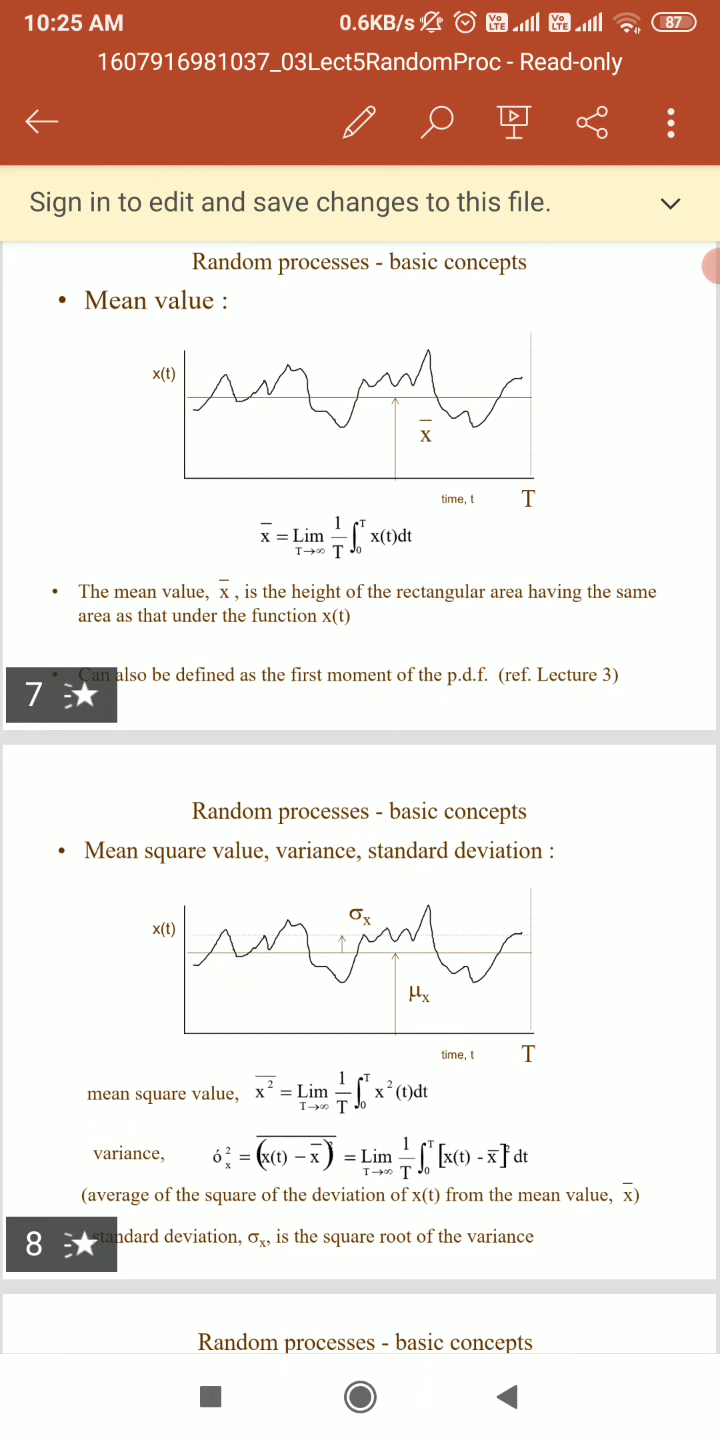 10:25 AM 0.6KB/s Vo LTE Vo LTE 87
1607916981037_03Lect5RandomProc - Read-only
Sign in to edit and save changes to this file.
Random processes - basic concepts
• Mean value :
x(t)
x̅
time, t T
x̅ = Lim T→∞ 1/T ∫₀ᵀ x(t)dt
• The mean value, x̅ , is the height of the rectangular area having the same
area as that under the function x(t)
• Can also be defined as the first moment of the p.d.f. (ref. Lecture 3)
7
Random processes - basic concepts
• Mean square value, variance, standard deviation :
σx
x(t)
μx
time, t T
mean square value, x̅²̅ = Lim T→∞ 1/T ∫₀ᵀ x²(t)dt
variance, ó²x = (x(t) – x̅)² = Lim T→∞ 1/T ∫₀ᵀ [x(t) - x̅]² dt
(average of the square of the deviation of x(t) from the mean value, x̅)
standard deviation, σx, is the square root of the variance
8
Random processes - basic concepts